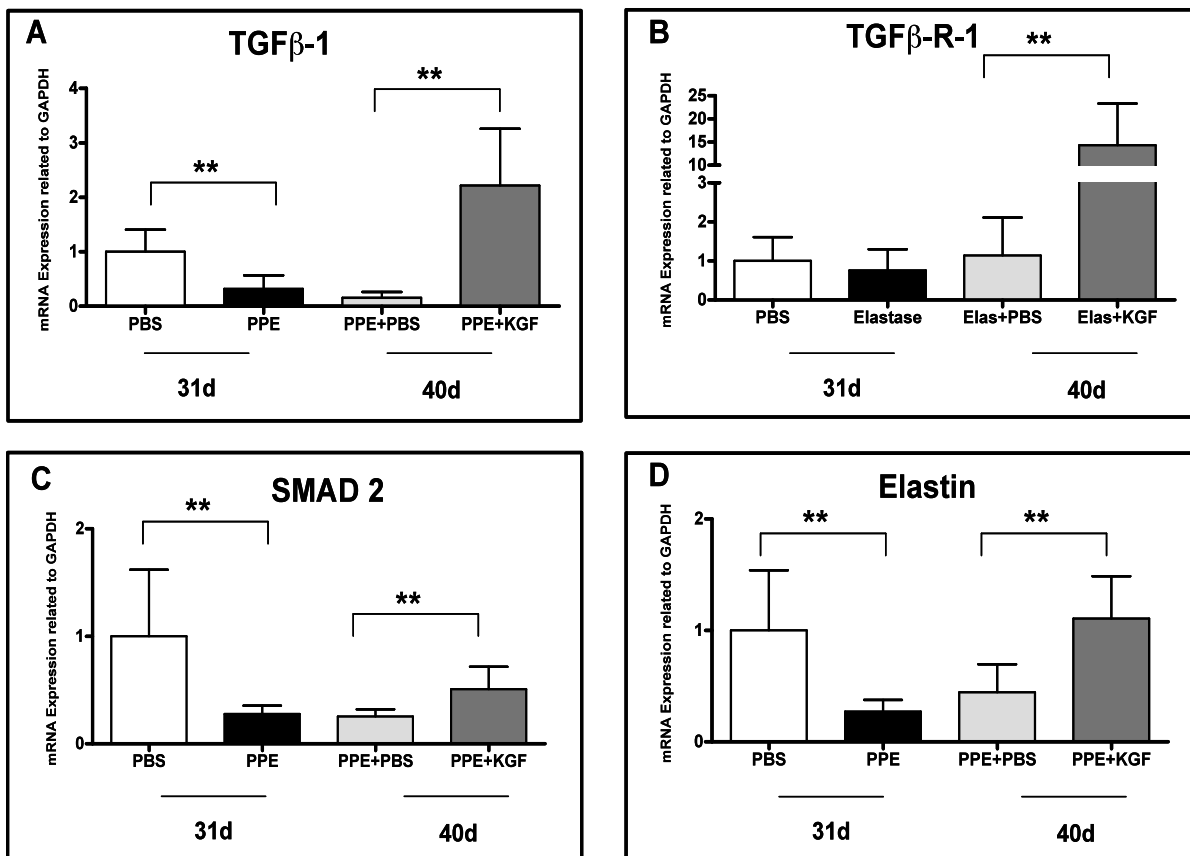 A
TGFβ-1
mRNA Expression related to GAPDH
4
3
2
1
0
**
**
PBS PPE PPE+PBS PPE+KGF
31d 40d
B
TGFβ-R-1
mRNA Expression related to GAPDH
25
20
15
10
3
2
1
0
**
PBS Elastase Elas+PBS Elas+KGF
31d 40d
C
SMAD 2
mRNA Expression related to GAPDH
2
1
0
**
**
PBS PPE PPE+PBS PPE+KGF
31d 40d
D
Elastin
mRNA Expression related to GAPDH
2
1
0
**
**
PBS PPE PPE+PBS PPE+KGF
31d 40d